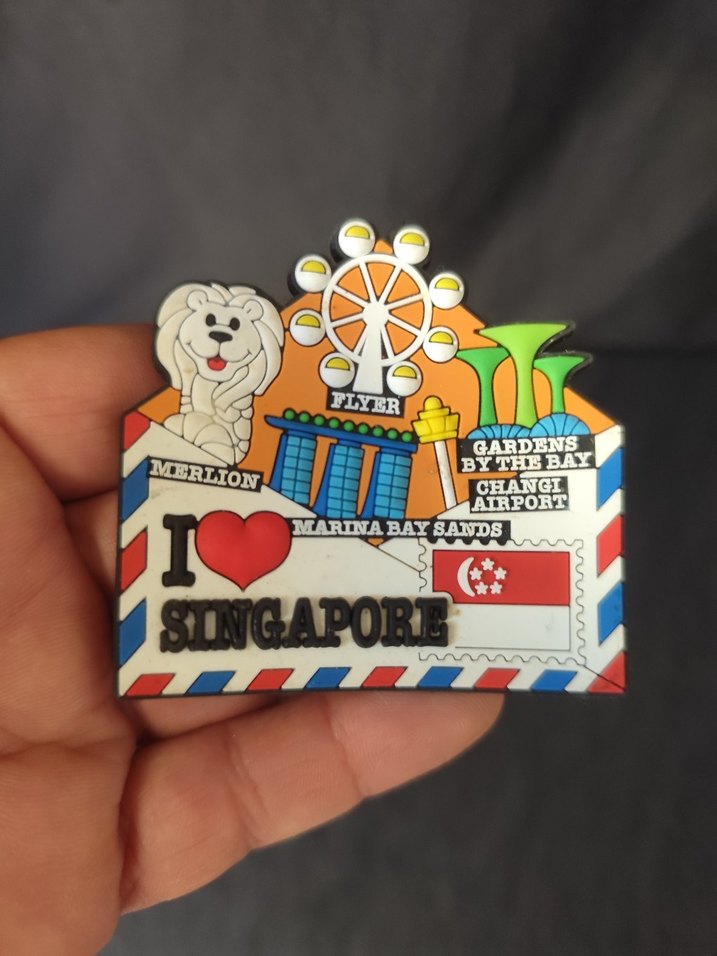 FLYER
MERLION
GARDENS
BY THE BAY
CHANGI
AIRPORT
MARINA BAY SANDS
I
SINGAPORE